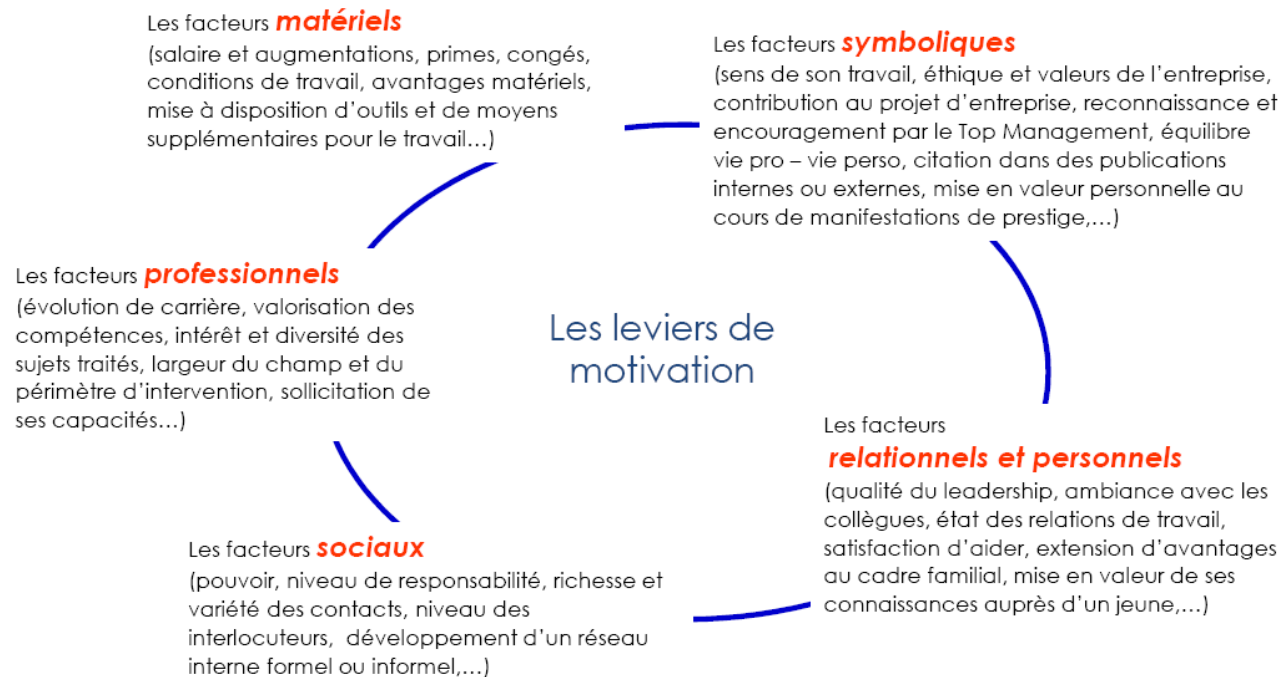 Les facteurs matériels
(salaire et augmentations, primes, congés,
conditions de travail, avantages matériels,
mise à disposition d’outils et de moyens
supplémentaires pour le travail…)
Les facteurs symboliques
(sens de son travail, éthique et valeurs de l’entreprise,
contribution au projet d’entreprise, reconnaissance et
encouragement par le Top Management, équilibre
vie pro – vie perso, citation dans des publications
internes ou externes, mise en valeur personnelle au
cours de manifestations de prestige,…)
Les facteurs professionnels
(évolution de carrière, valorisation des
compétences, intérêt et diversité des
sujets traités, largeur du champ et du
périmètre d’intervention, sollicitation de
ses capacités…)
Les leviers de
motivation
Les facteurs
relationnels et personnels
(qualité du leadership, ambiance avec les
collègues, état des relations de travail,
satisfaction d’aider, extension d’avantages
au cadre familial, mise en valeur de ses
connaissances auprès d’un jeune,…)
Les facteurs sociaux
(pouvoir, niveau de responsabilité, richesse et
variété des contacts, niveau des
interlocuteurs, développement d’un réseau
interne formel ou informel,…)